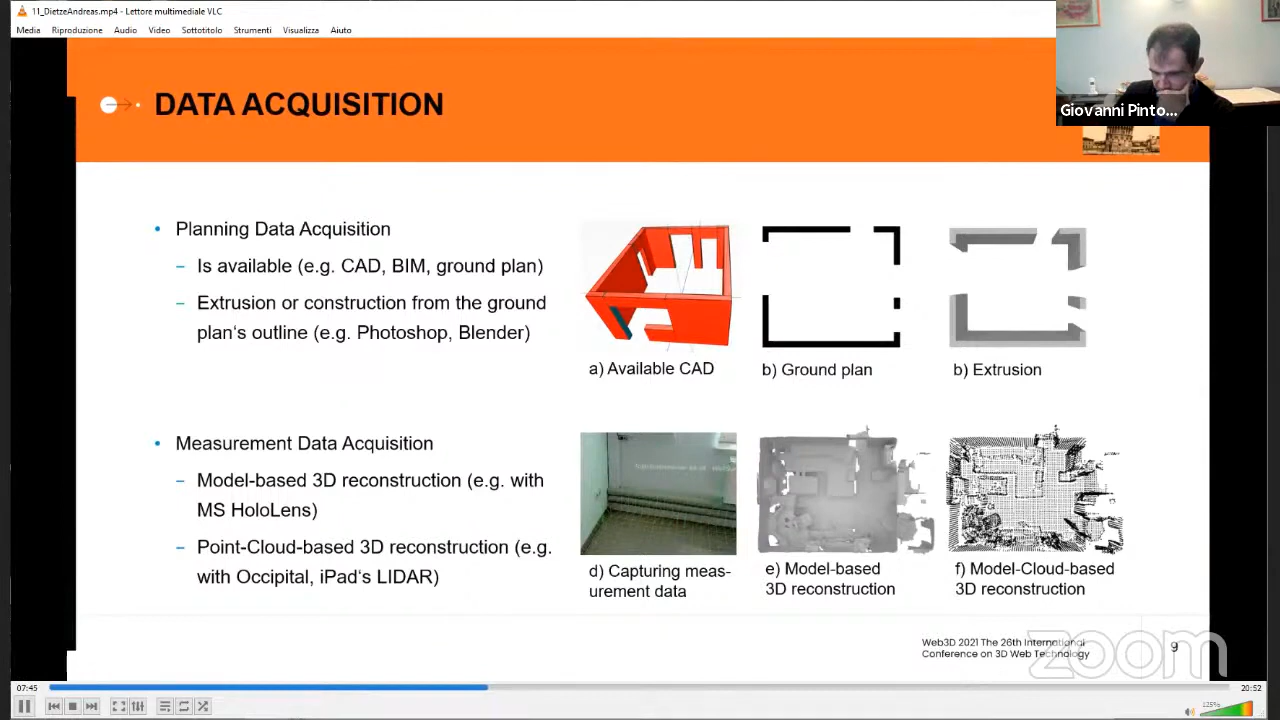 11_DietzeAndreas.mp4 - Lettore multimediale VLC
Media Riproduzione Audio Video Sottotitolo Strumenti Visualizza Aiuto
Giovanni Pinto...
DATA ACQUISITION
• Planning Data Acquisition
– Is available (e.g. CAD, BIM, ground plan)
– Extrusion or construction from the ground
plan‘s outline (e.g. Photoshop, Blender)
a) Available CAD
b) Ground plan
b) Extrusion
• Measurement Data Acquisition
– Model-based 3D reconstruction (e.g. with
MS HoloLens)
– Point-Cloud-based 3D reconstruction (e.g.
with Occipital, iPad‘s LIDAR)
d) Capturing meas-
urement data
e) Model-based
3D reconstruction
f) Model-Cloud-based
3D reconstruction
Web3D 2021 The 26th International
Conference on 3D Web Technology
9
zoom
07:45
20:52
125%